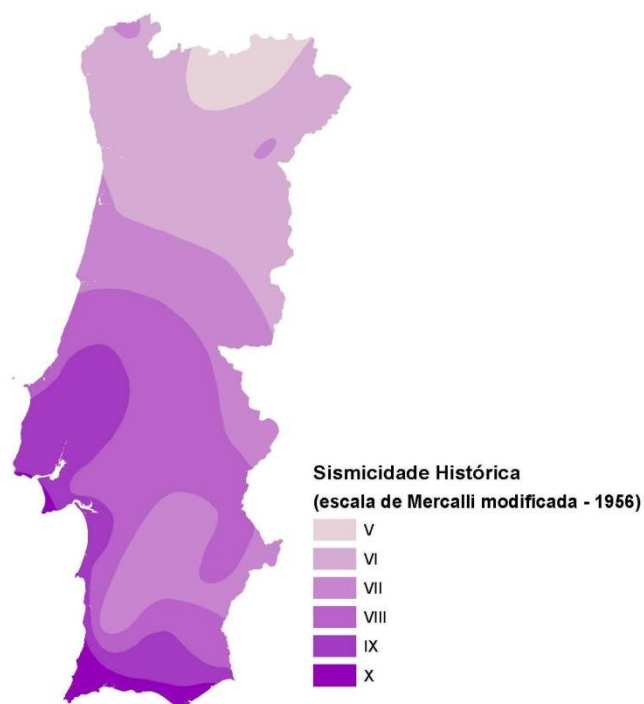 Sismicidade Histórica
(escala de Mercalli modificada - 1956)
V
VI
VII
VIII
IX
X